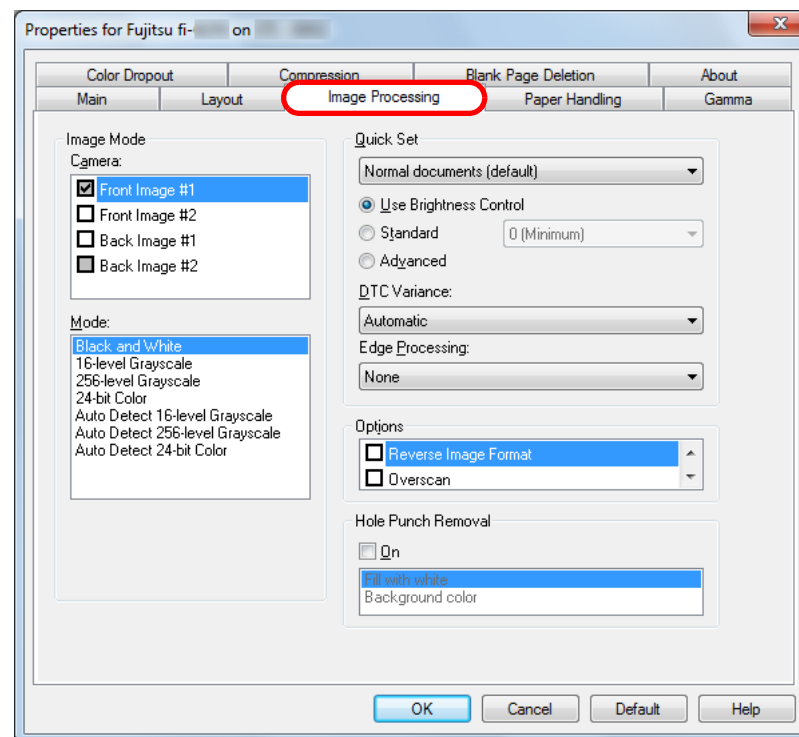 Properties for Fujitsu fi- on
Color Dropout Compression Blank Page Deletion About
Main Layout Image Processing Paper Handling Gamma
Image Mode
Camera:
Front Image #1
Front Image #2
Back Image #1
Back Image #2
Mode:
Black and White
16-level Grayscale
256-level Grayscale
24-bit Color
Auto Detect 16-level Grayscale
Auto Detect 256-level Grayscale
Auto Detect 24-bit Color
Quick Set
Normal documents (default)
Use Brightness Control
Standard 0 (Minimum)
Advanced
DTC Variance:
Automatic
Edge Processing:
None
Options
Reverse Image Format
Overscan
Hole Punch Removal
On
Fill with white
Background color
OK Cancel Default Help